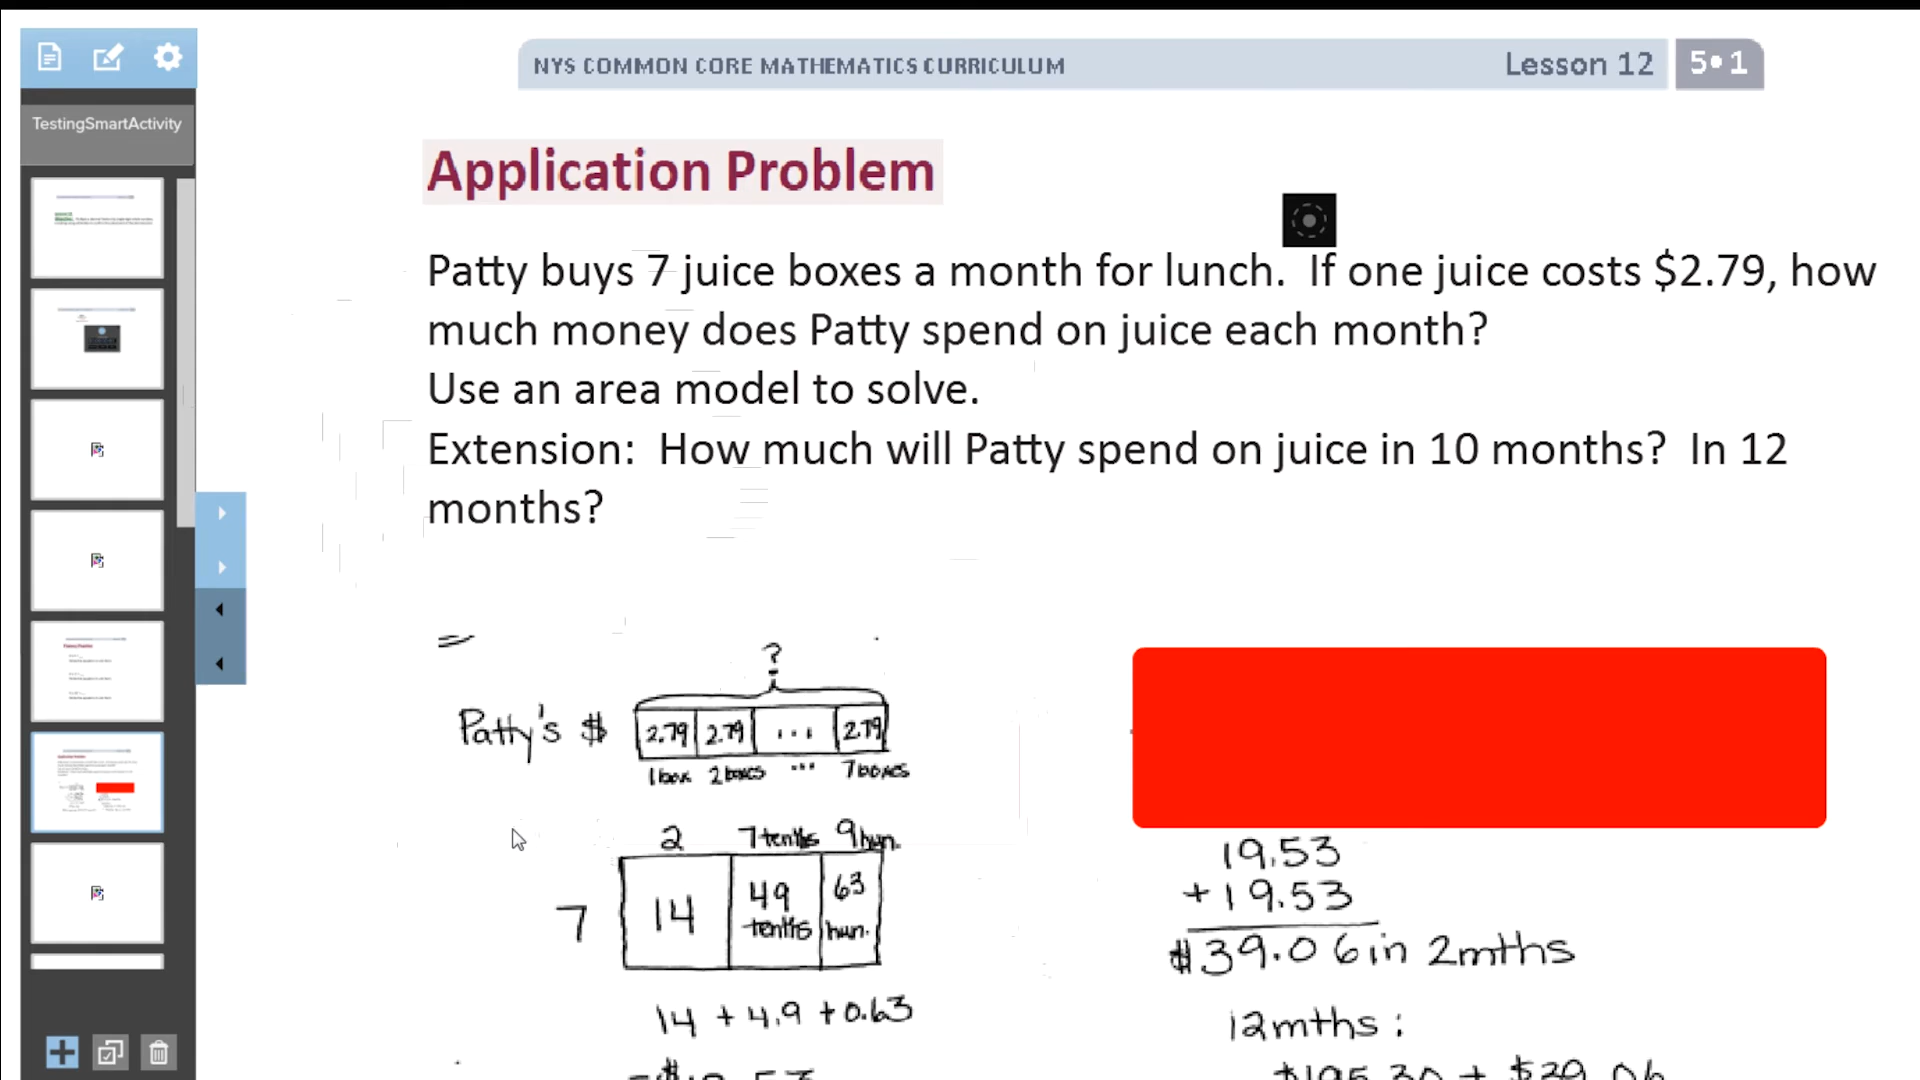 NYS COMMON CORE MATHEMATICS CURRICULUM
Lesson 12
5•1
TestingSmartActivity
Application Problem
Patty buys 7 juice boxes a month for lunch. If one juice costs $2.79, how
much money does Patty spend on juice each month?
Use an area model to solve.
Extension: How much will Patty spend on juice in 10 months? In 12
months?
?
Patty's $ 2.79 2.79 ... 2.79
1 box 2 boxes ... 7 boxes
2 7 tenths 9 hun.
7 14 49 tenths 63 hun.
14 + 4.9 + 0.63
19.53
+ 19.53
$39.06 in 2mths
12mths:
$195.30 + $39.06